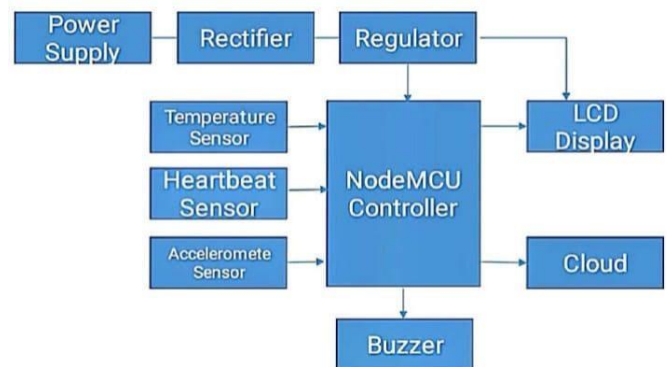 Power
Supply
Rectifier
Regulator
Temperature
Sensor
Heartbeat
Sensor
Acceleromete
Sensor
NodeMCU
Controller
LCD
Display
Cloud
Buzzer